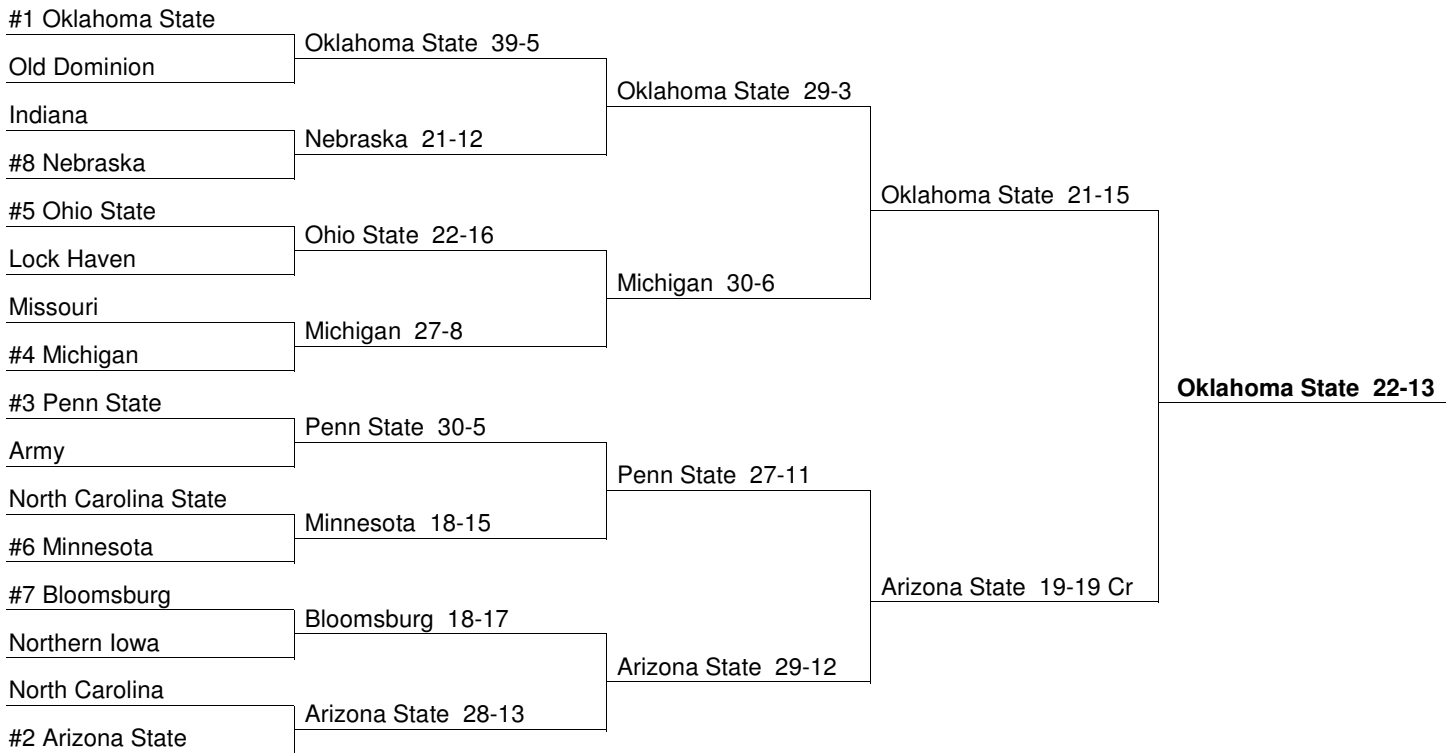 #1 Oklahoma State
Old Dominion
Indiana
#8 Nebraska
#5 Ohio State
Lock Haven
Missouri
#4 Michigan
#3 Penn State
Army
North Carolina State
#6 Minnesota
#7 Bloomsburg
Northern Iowa
North Carolina
#2 Arizona State
Oklahoma State 39-5
Nebraska 21-12
Ohio State 22-16
Michigan 27-8
Penn State 30-5
Minnesota 18-15
Bloomsburg 18-17
Arizona State 28-13
Oklahoma State 29-3
Michigan 30-6
Penn State 27-11
Arizona State 29-12
Oklahoma State 21-15
Arizona State 19-19 Cr
Oklahoma State 22-13